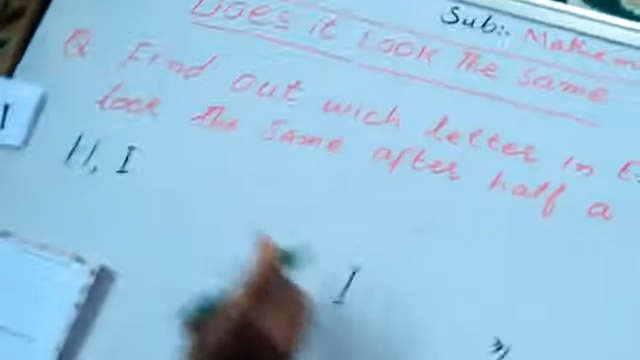 Sub:- Mathem
Does it Look The Same
Q Find out wich letter in E
look the same after half a
H, I
I